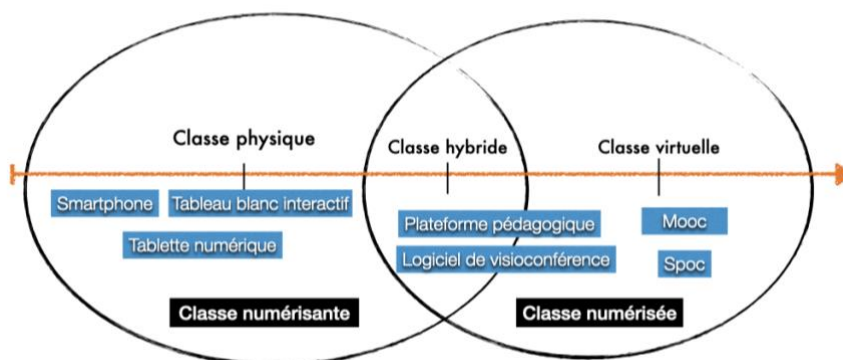 Classe physique
Classe hybride
Classe virtuelle
Smartphone
Tableau blanc interactif
Tablette numérique
Plateforme pédagogique
Mooc
Logiciel de visioconférence
Spoc
Classe numérisante
Classe numérisée